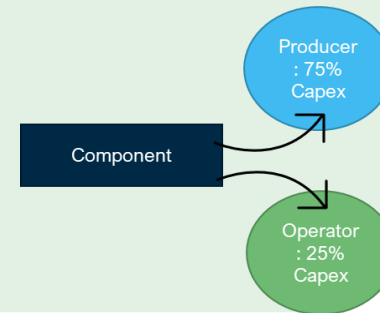 Producer
: 75%
Capex
Component
Operator
: 25%
Capex